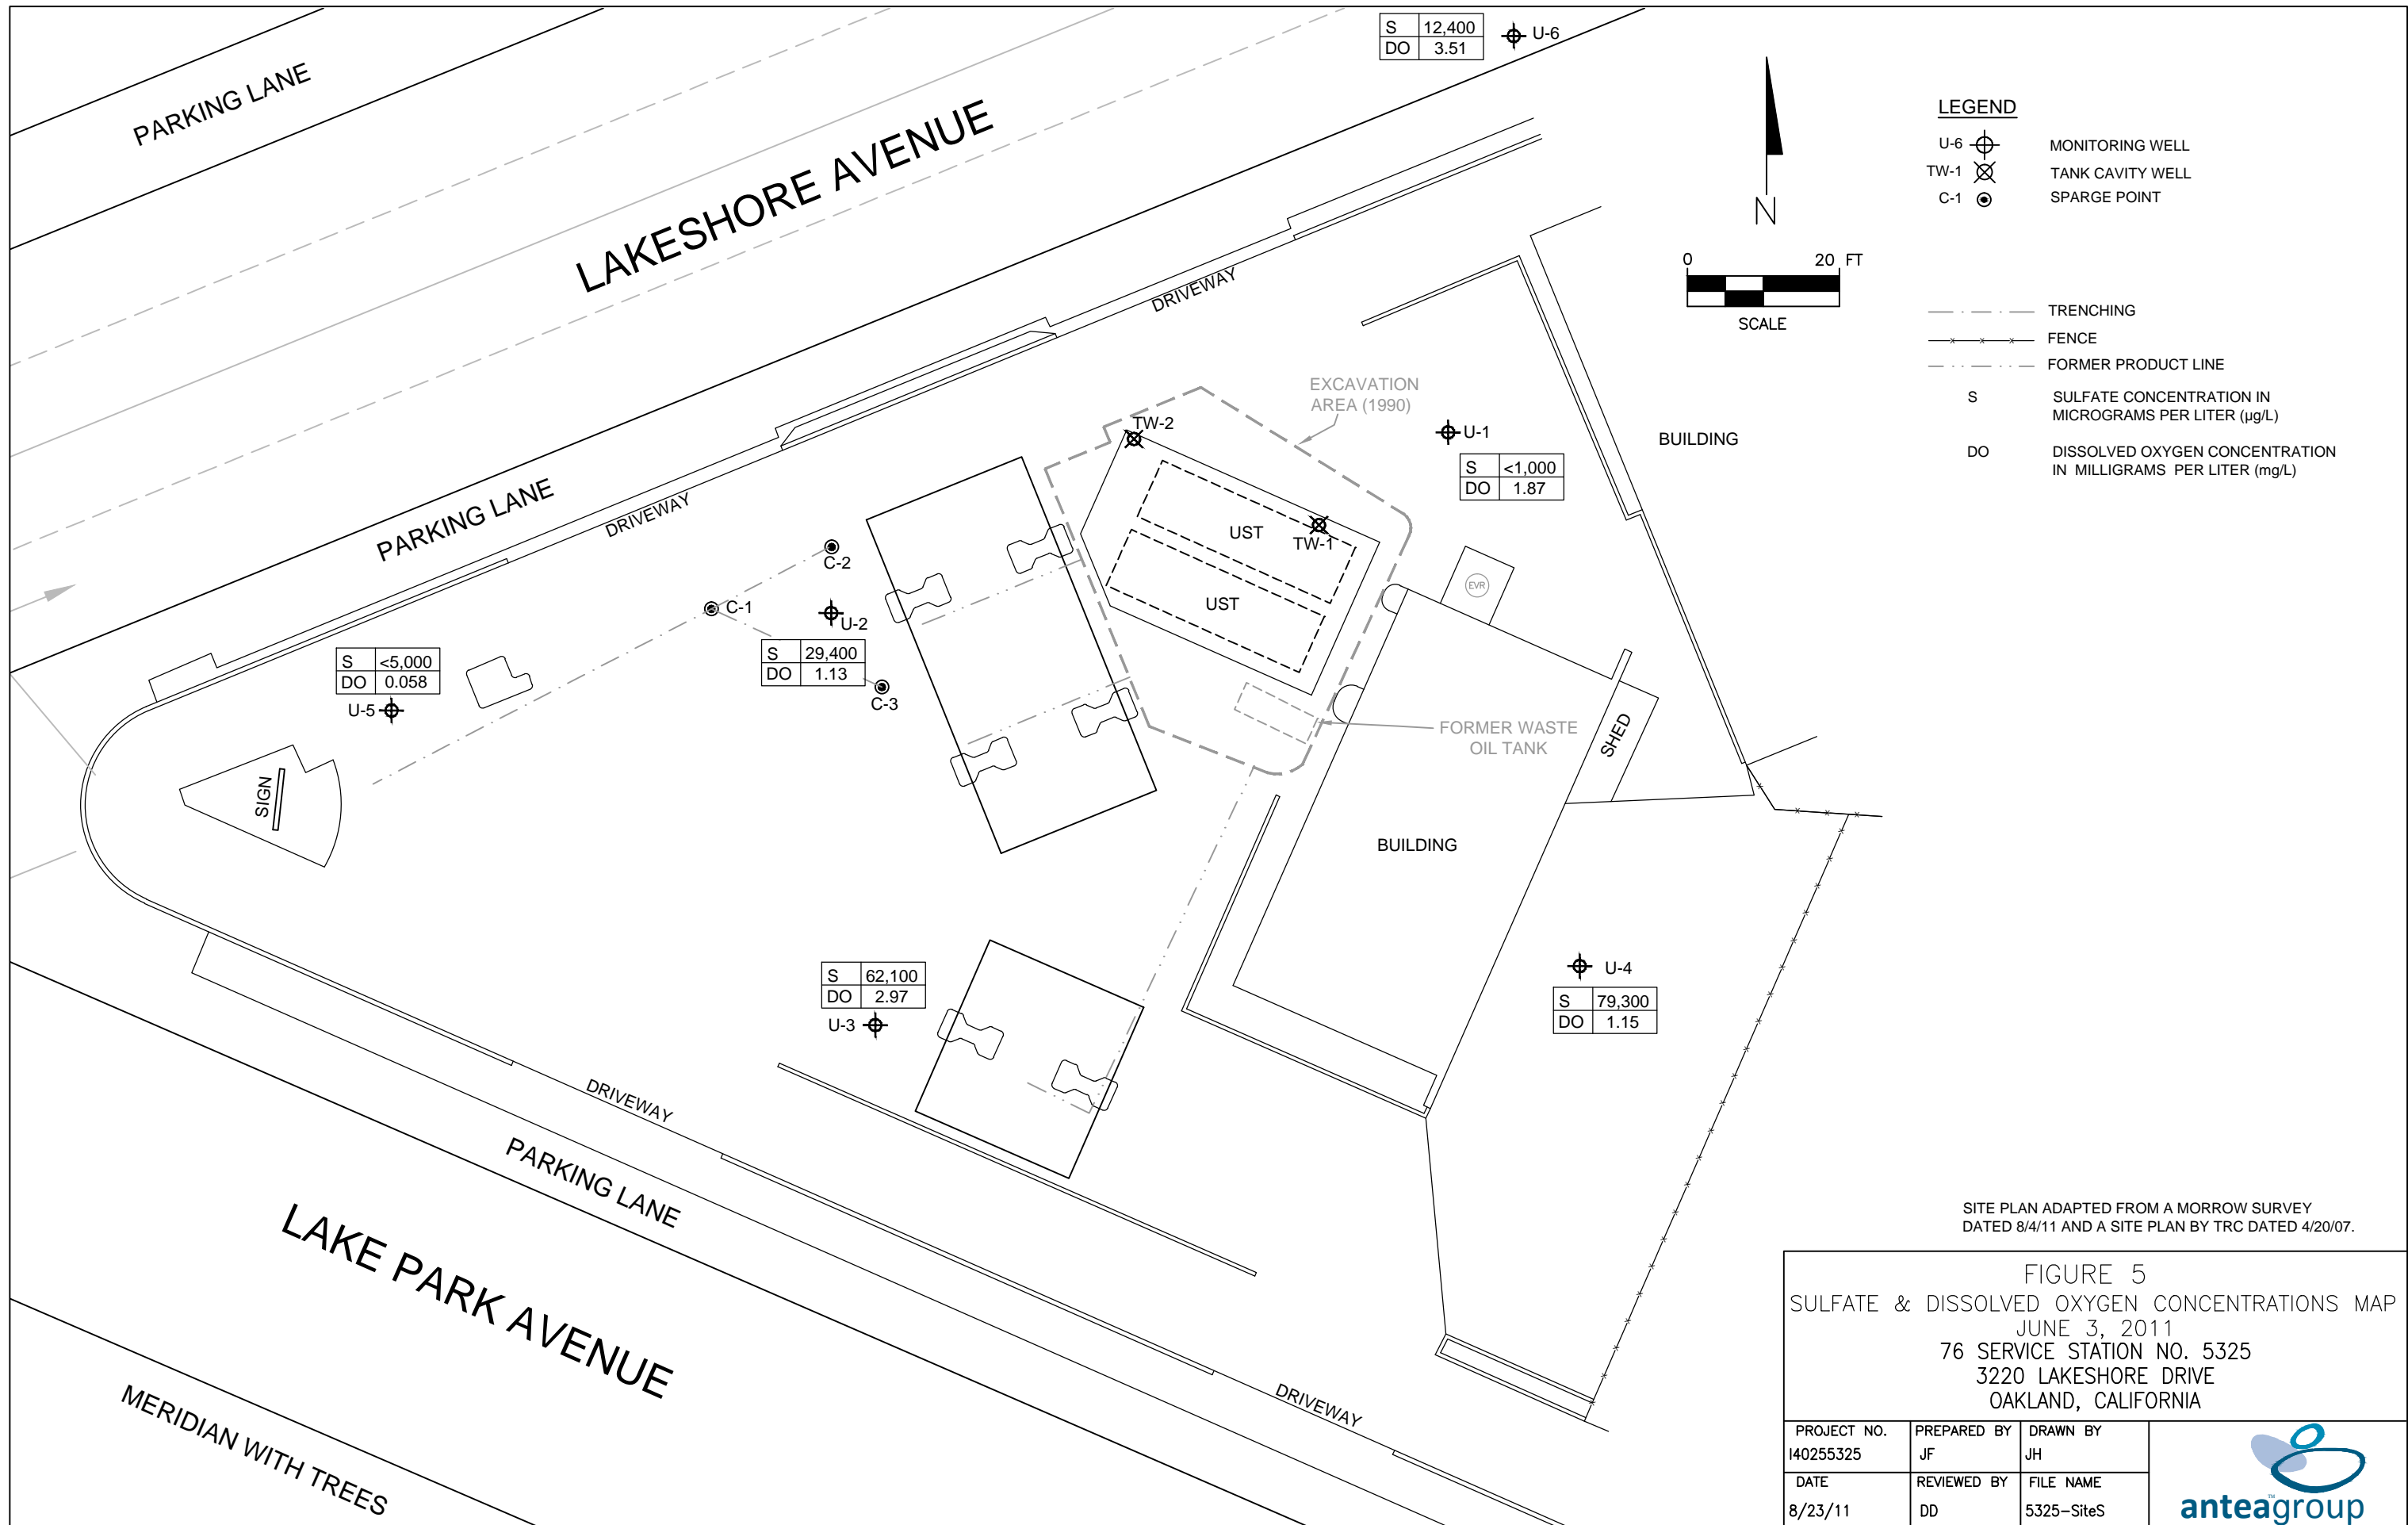 S 12,400
DO 3.51
U-6
PARKING LANE
LAKESHORE AVENUE
N
0 20 FT
SCALE
LEGEND
U-6 MONITORING WELL
TW-1 TANK CAVITY WELL
C-1 SPARGE POINT
TRENCHING
FENCE
FORMER PRODUCT LINE
S SULFATE CONCENTRATION IN
MICROGRAMS PER LITER (µg/L)
DO DISSOLVED OXYGEN CONCENTRATION
IN MILLIGRAMS PER LITER (mg/L)
DRIVEWAY
EXCAVATION
AREA (1990)
TW-2
U-1
S <1,000
DO 1.87
BUILDING
PARKING LANE
DRIVEWAY
UST
TW-1
UST
EVR
C-2
C-1
U-2
S 29,400
DO 1.13
C-3
S <5,000
DO 0.058
U-5
SIGN
FORMER WASTE
OIL TANK
SHED
BUILDING
S 62,100
DO 2.97
U-3
U-4
S 79,300
DO 1.15
DRIVEWAY
PARKING LANE
LAKE PARK AVENUE
MERIDIAN WITH TREES
DRIVEWAY
SITE PLAN ADAPTED FROM A MORROW SURVEY
DATED 8/4/11 AND A SITE PLAN BY TRC DATED 4/20/07.
FIGURE 5
SULFATE & DISSOLVED OXYGEN CONCENTRATIONS MAP
JUNE 3, 2011
76 SERVICE STATION NO. 5325
3220 LAKESHORE DRIVE
OAKLAND, CALIFORNIA
PROJECT NO. PREPARED BY DRAWN BY
I40255325 JF JH
DATE REVIEWED BY FILE NAME
8/23/11 DD 5325-SiteS
anteagroup™